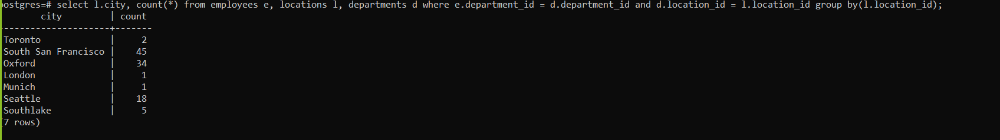 postgres=# select l.city, count(*) from employees e, locations l, departments d where e.department_id = d.department_id and d.location_id = l.location_id group by(l.location_id);
        city         | count
---------------------+-------
 Toronto             |     2
 South San Francisco |    45
 Oxford              |    34
 London              |     1
 Munich              |     1
 Seattle             |    18
 Southlake           |     5
(7 rows)